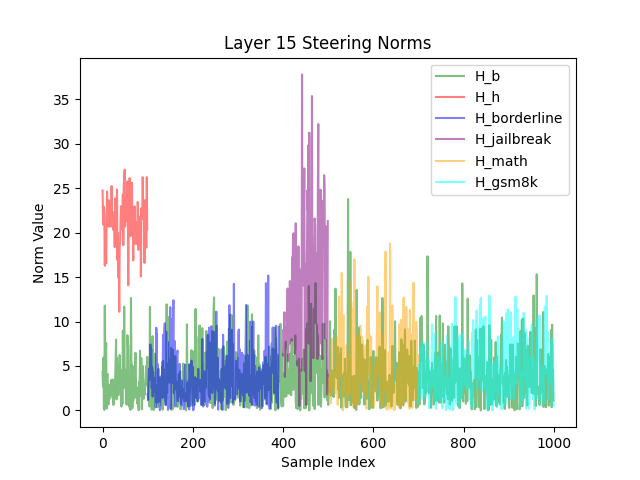 Layer 15 Steering Norms
Norm Value
35
30
25
20
15
10
5
0
0
200
400
600
800
1000
Sample Index
H_b
H_h
H_borderline
H_jailbreak
H_math
H_gsm8k